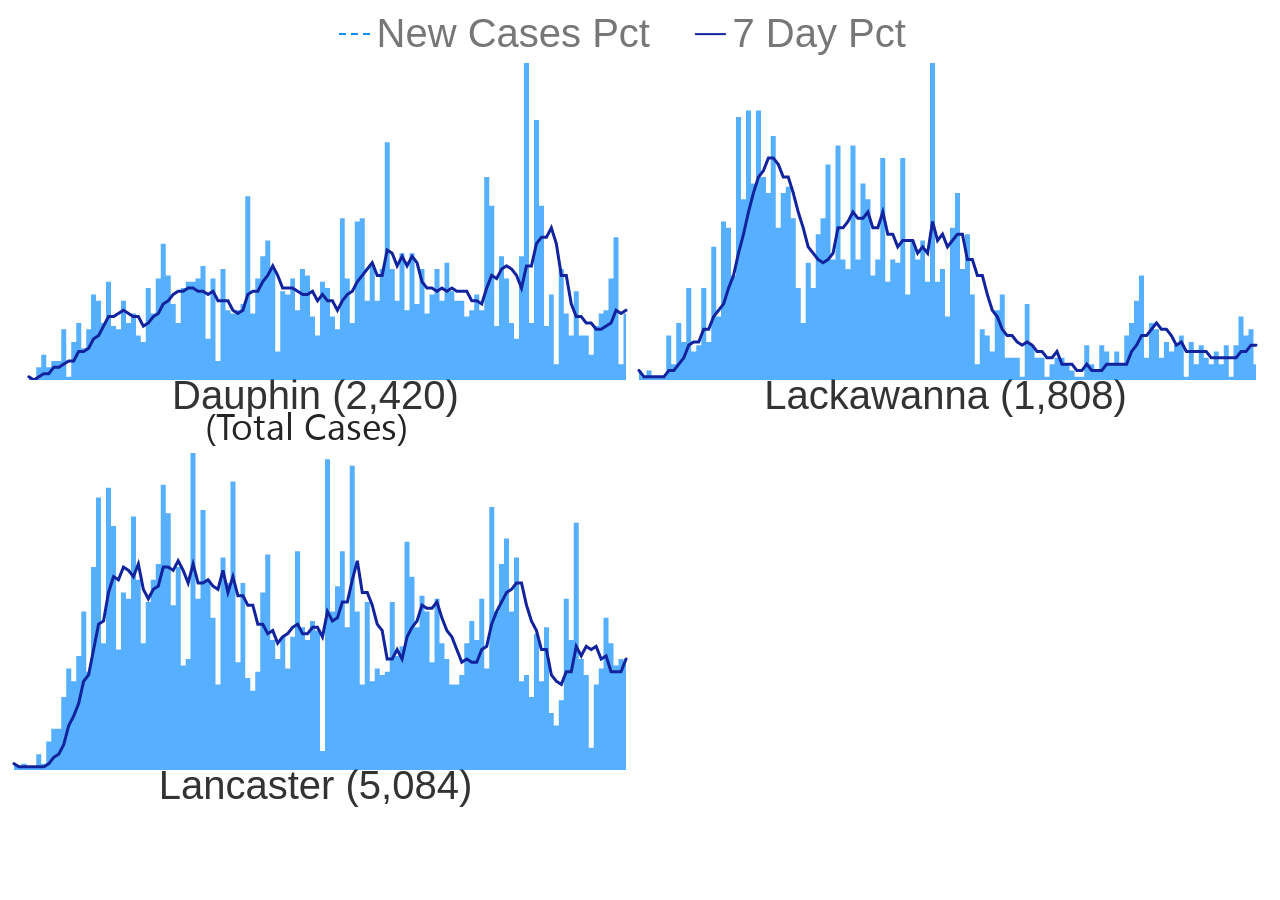 New Cases Pct 7 Day Pct
Dauphin (2,420)
(Total Cases)
Lackawanna (1,808)
Lancaster (5,084)